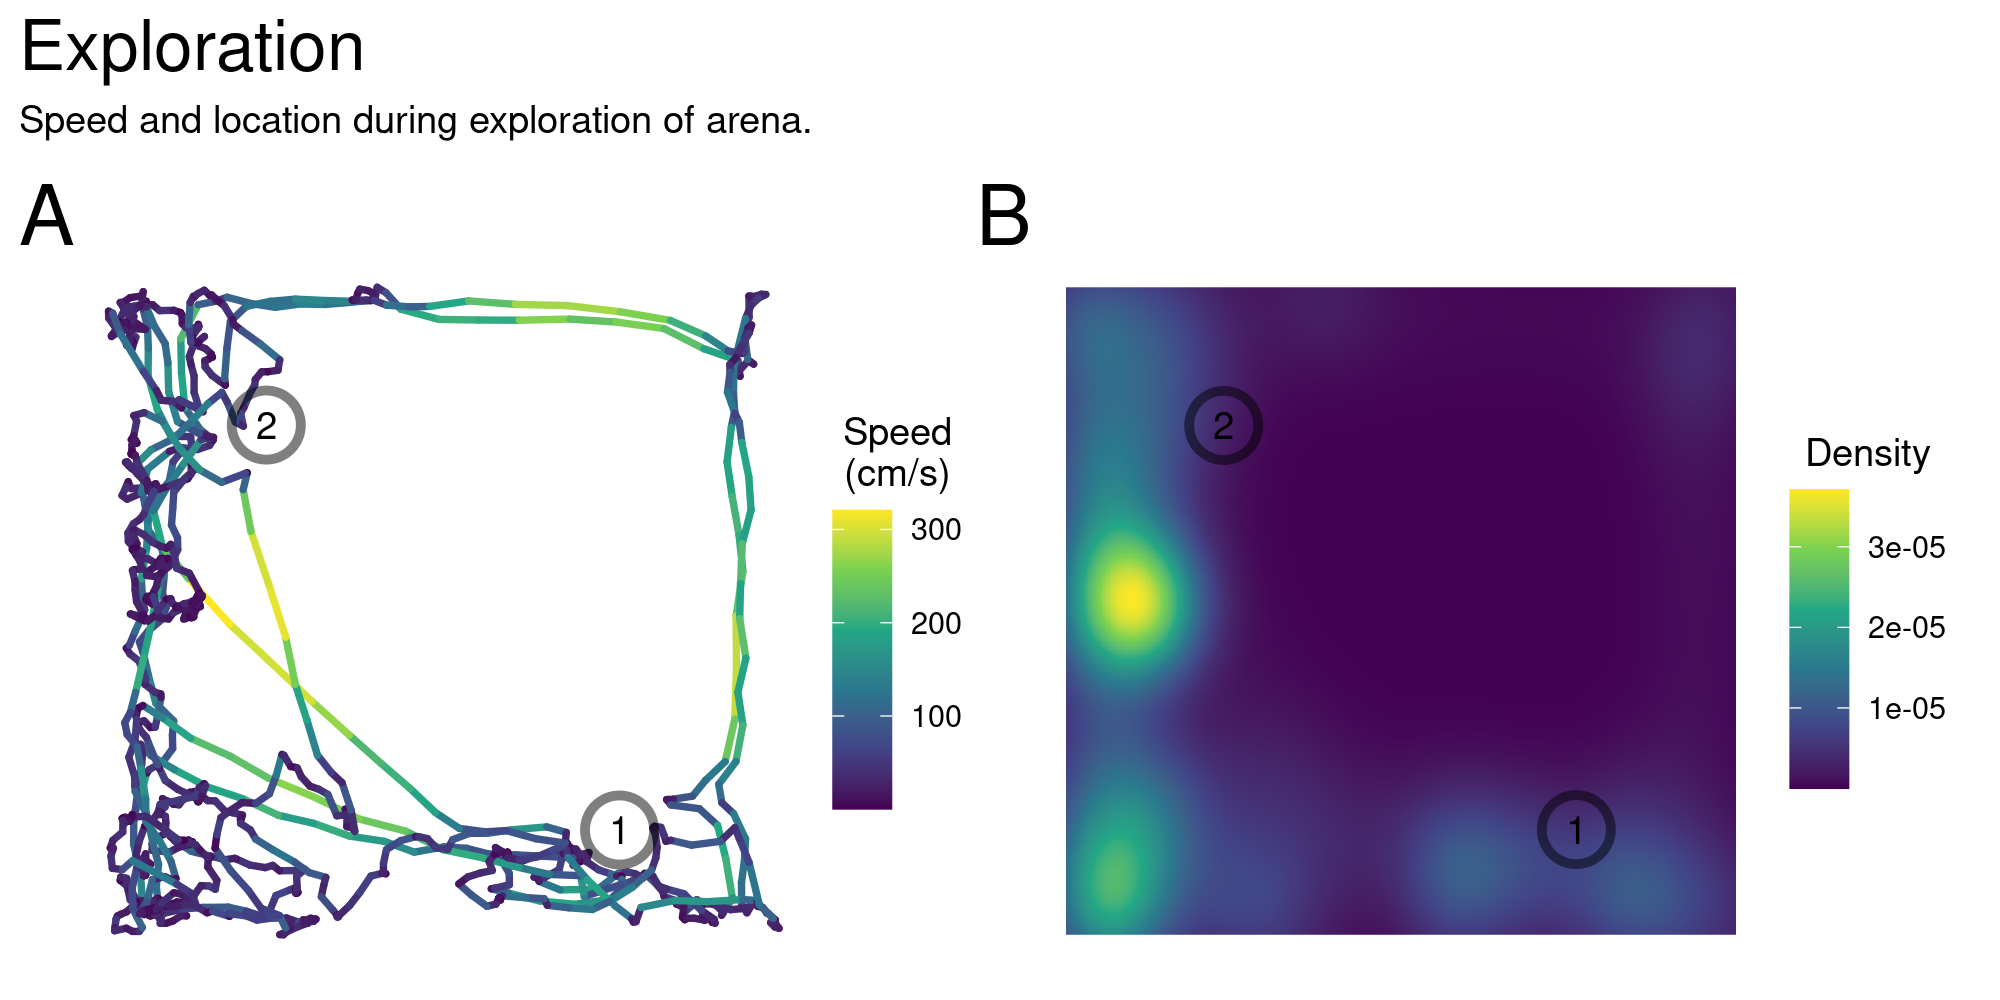 Exploration
Speed and location during exploration of arena.
A
B
2
1
Speed
(cm/s)
300
200
100
2
1
Density
3e-05
2e-05
1e-05